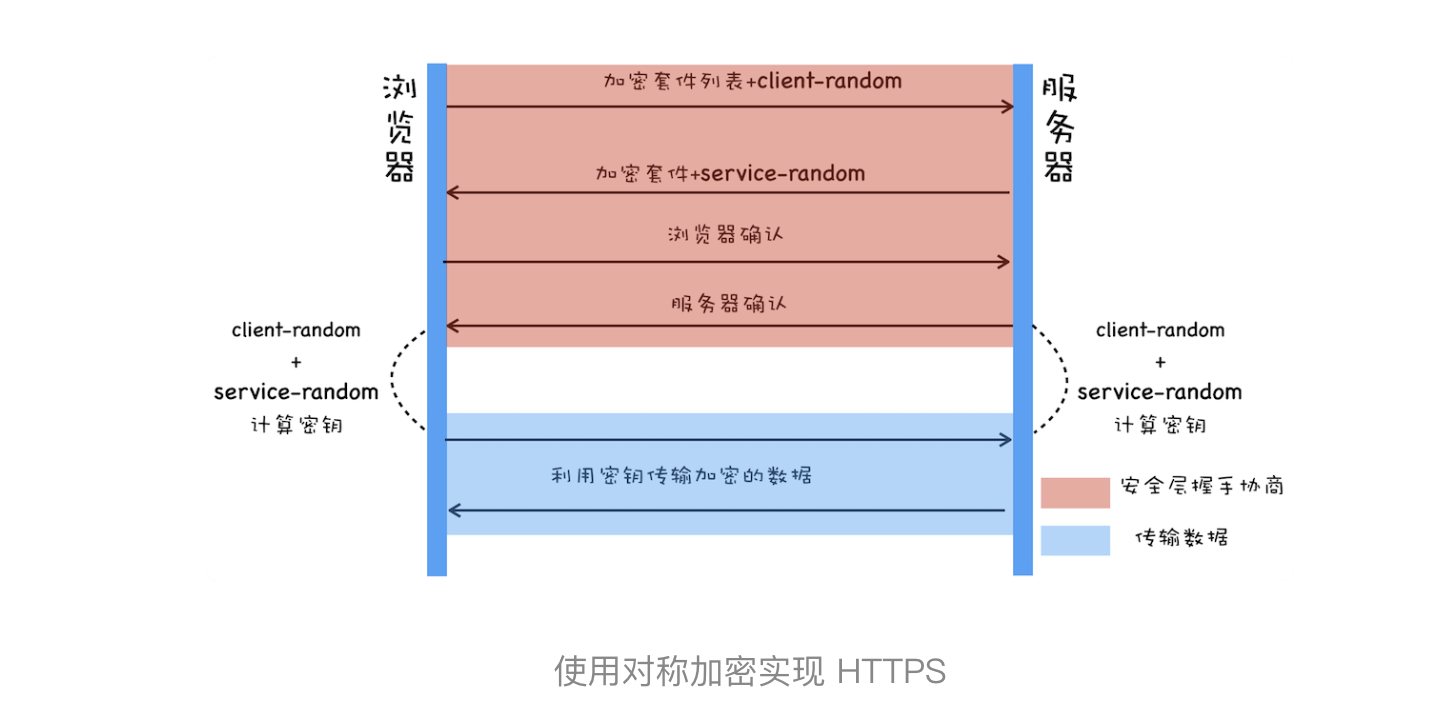 浏览器
服务器
加密套件列表+client-random
加密套件+service-random
浏览器确认
服务器确认
client-random
+
service-random
计算密钥
client-random
+
service-random
计算密钥
利用密钥传输加密的数据
安全层握手协商
传输数据
使用对称加密实现 HTTPS